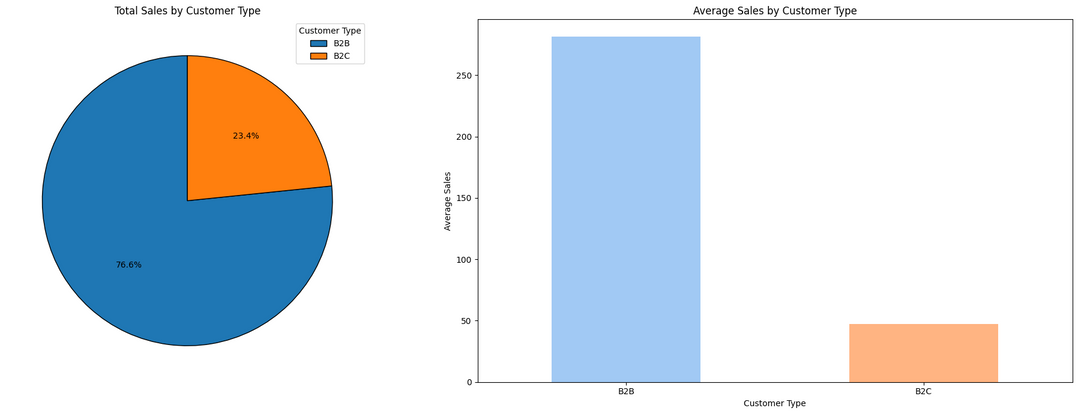 Total Sales by Customer Type
Customer Type
B2B
B2C
23.4%
76.6%
Average Sales by Customer Type
Average Sales
250
200
150
100
50
0
B2B
B2C
Customer Type